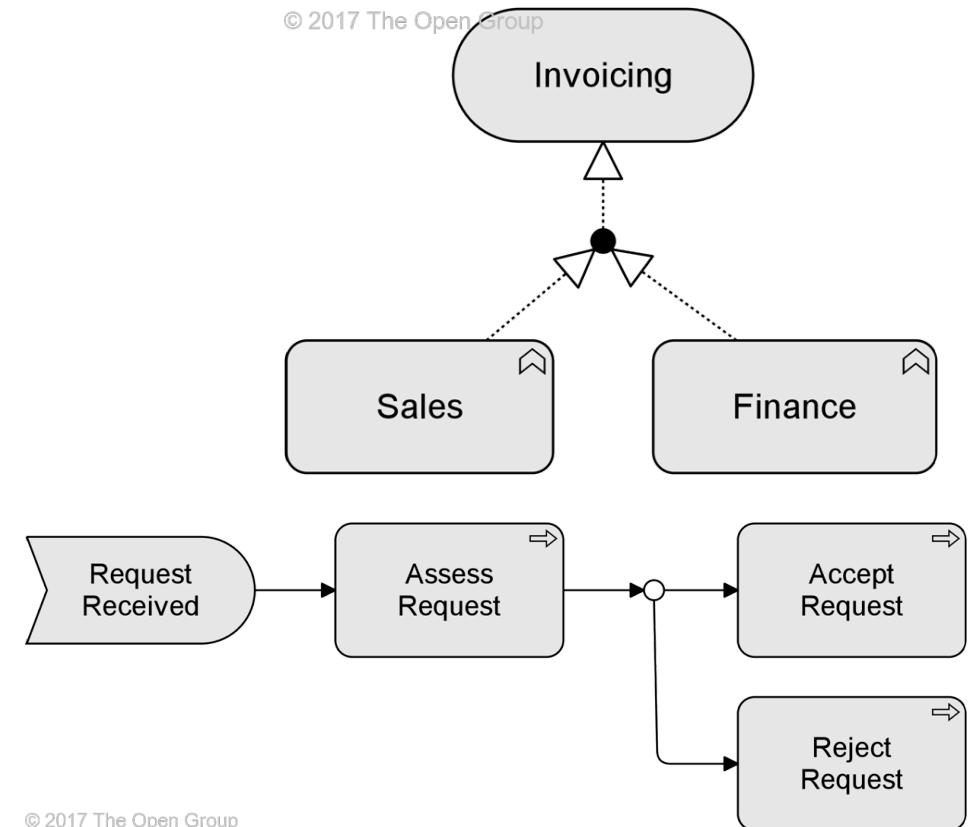 © 2017 The Open Group
Invoicing
Sales
Finance
Request
Received
Assess
Request
Accept
Request
Reject
Request
© 2017 The Open Group